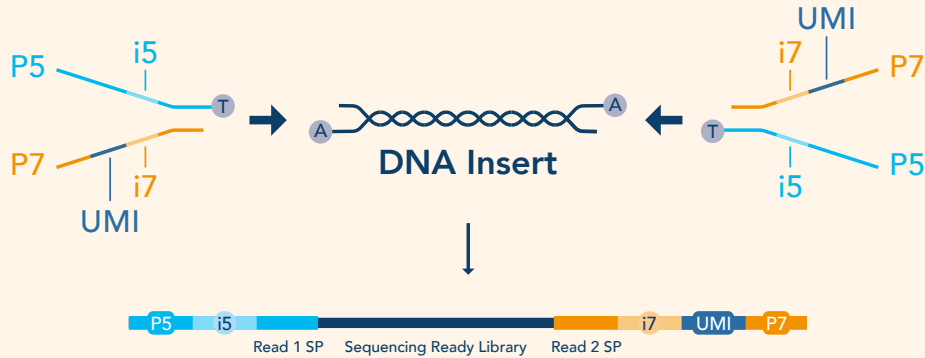 UMI
i5
i7
P5
P7
T
A
A
T
DNA Insert
P7
i7
i5
P5
UMI
P5 i5 i7 UMI P7
Read 1 SP Sequencing Ready Library Read 2 SP